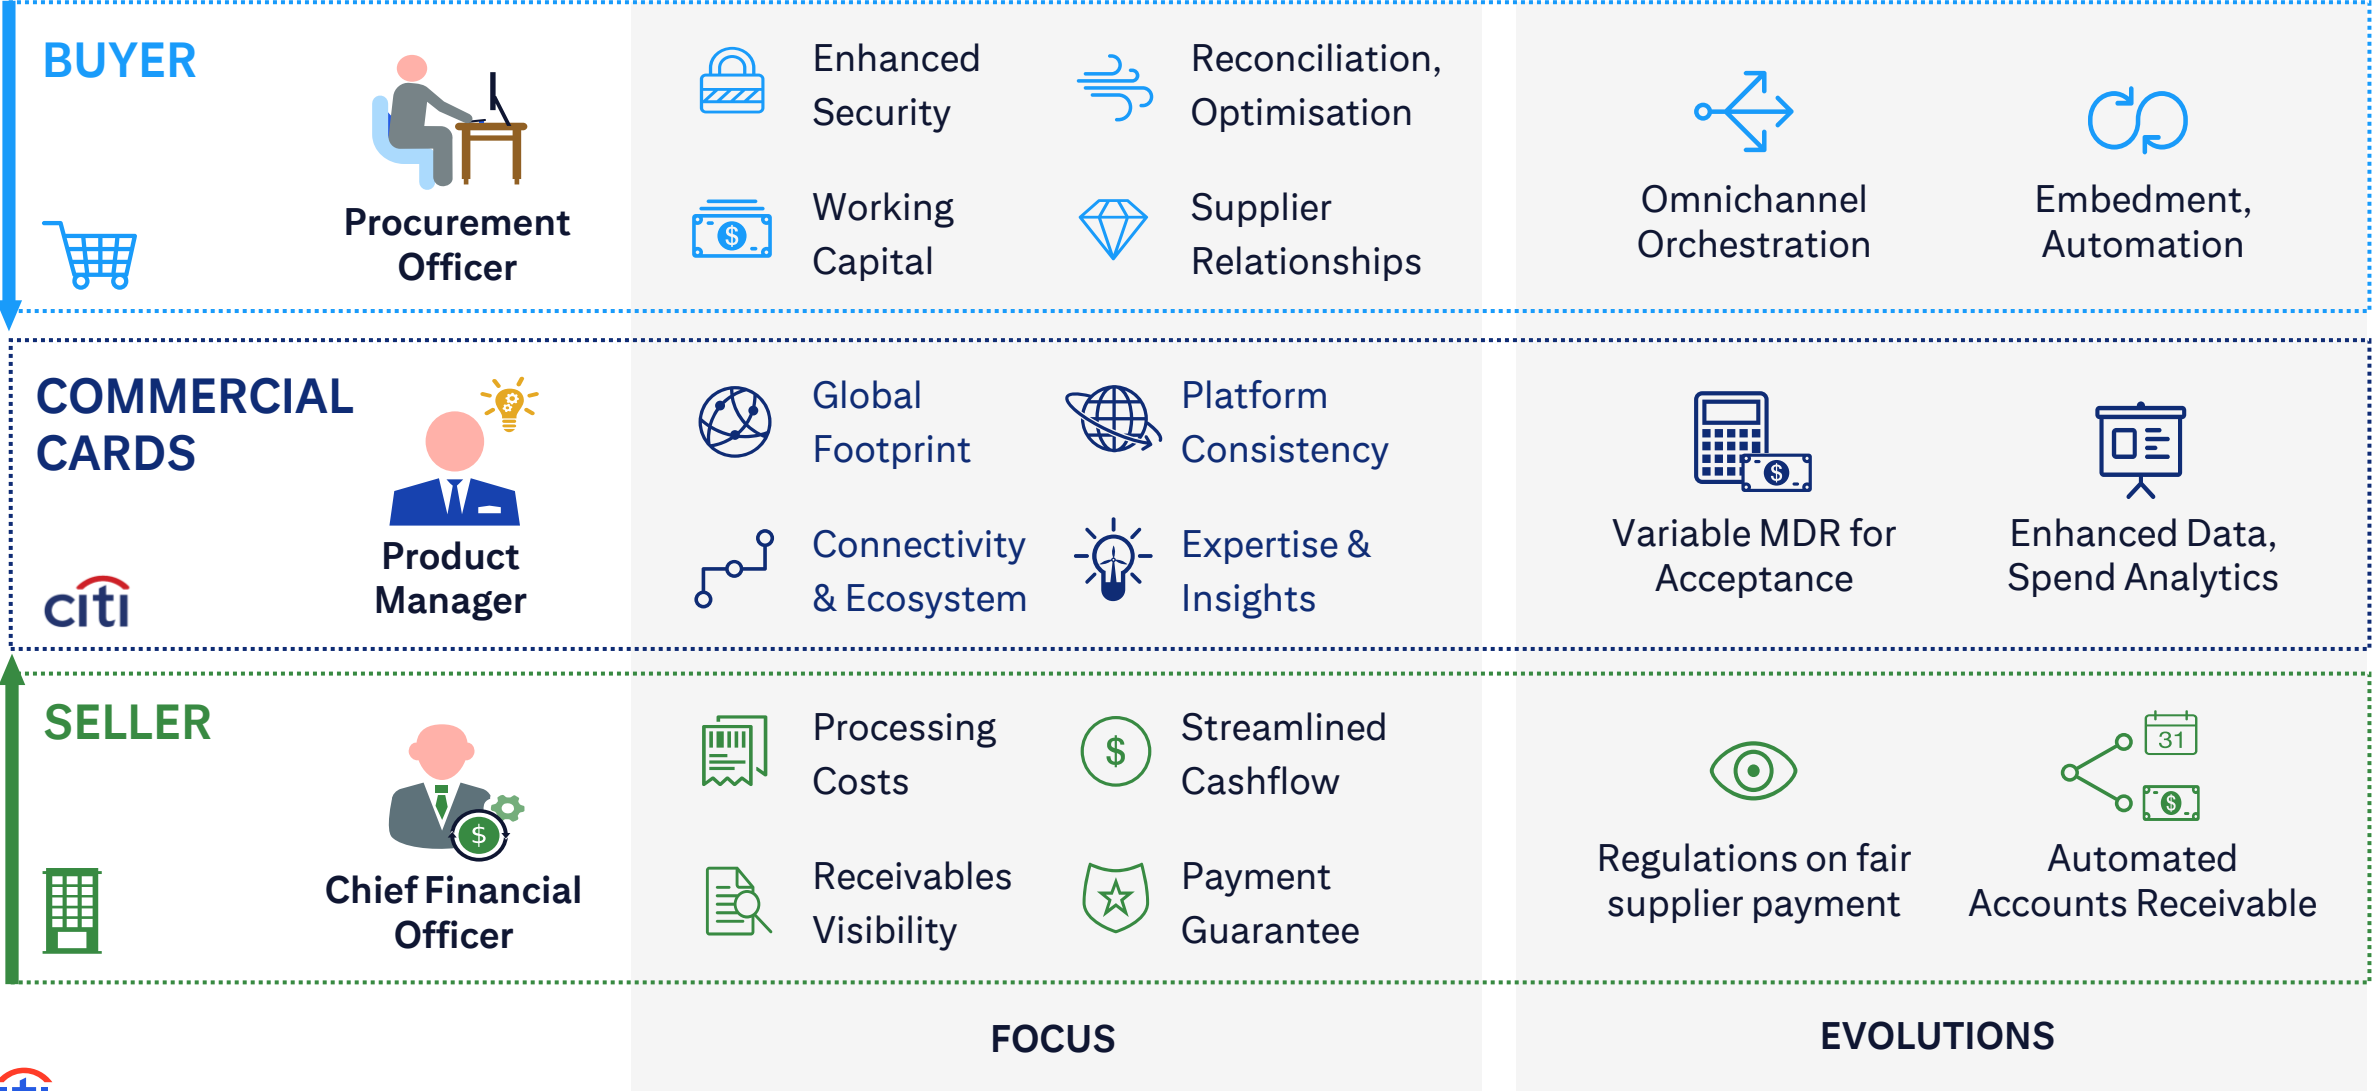 BUYER
Procurement
Officer
Enhanced
Security
Reconciliation,
Optimisation
Working
Capital
$
Supplier
Relationships
Omnichannel
Orchestration
Embedment,
Automation
COMMERCIAL
CARDS
citi
Product
Manager
Global
Footprint
Platform
Consistency
Connectivity
& Ecosystem
Expertise &
Insights
$
Variable MDR for
Acceptance
Enhanced Data,
Spend Analytics
SELLER
$
Chief Financial
Officer
Processing
Costs
$
Streamlined
Cashflow
Receivables
Visibility
Payment
Guarantee
Regulations on fair
supplier payment
31
$
Automated
Accounts Receivable
FOCUS
EVOLUTIONS